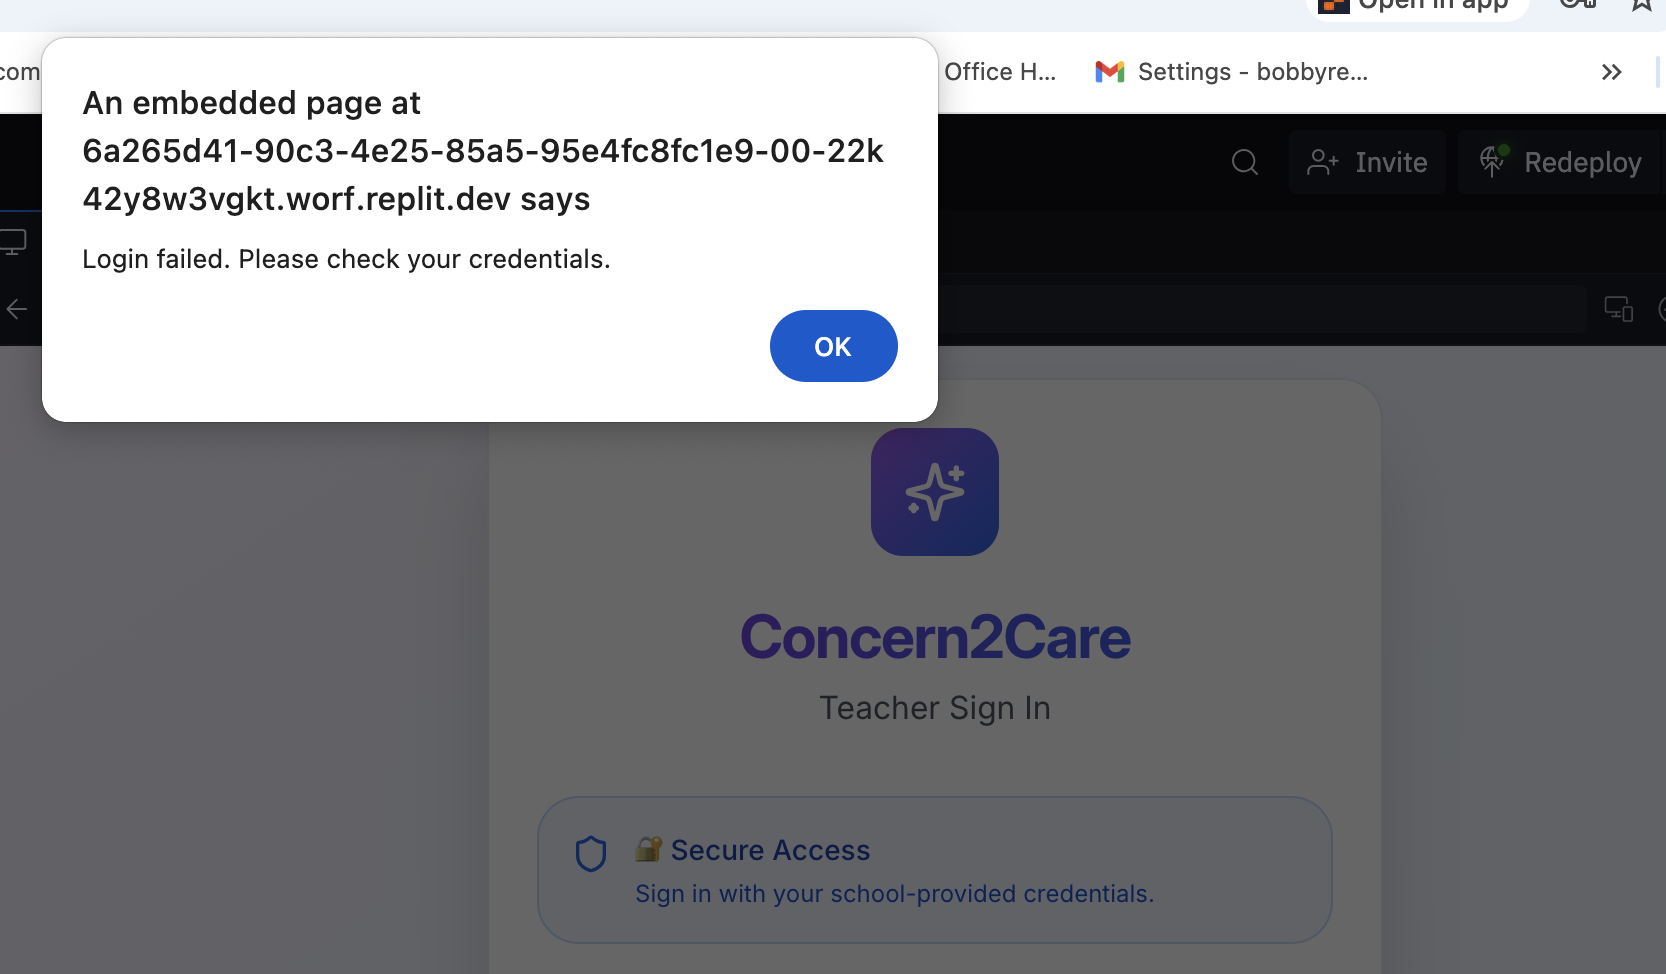 Open in app
com
Office H...
Settings - bobbyre...
An embedded page at
6a265d41-90c3-4e25-85a5-95e4fc8fc1e9-00-22k
42y8w3vgkt.worf.replit.dev says
Login failed. Please check your credentials.
OK
Invite
Redeploy
Concern2Care
Teacher Sign In
🔐 Secure Access
Sign in with your school-provided credentials.